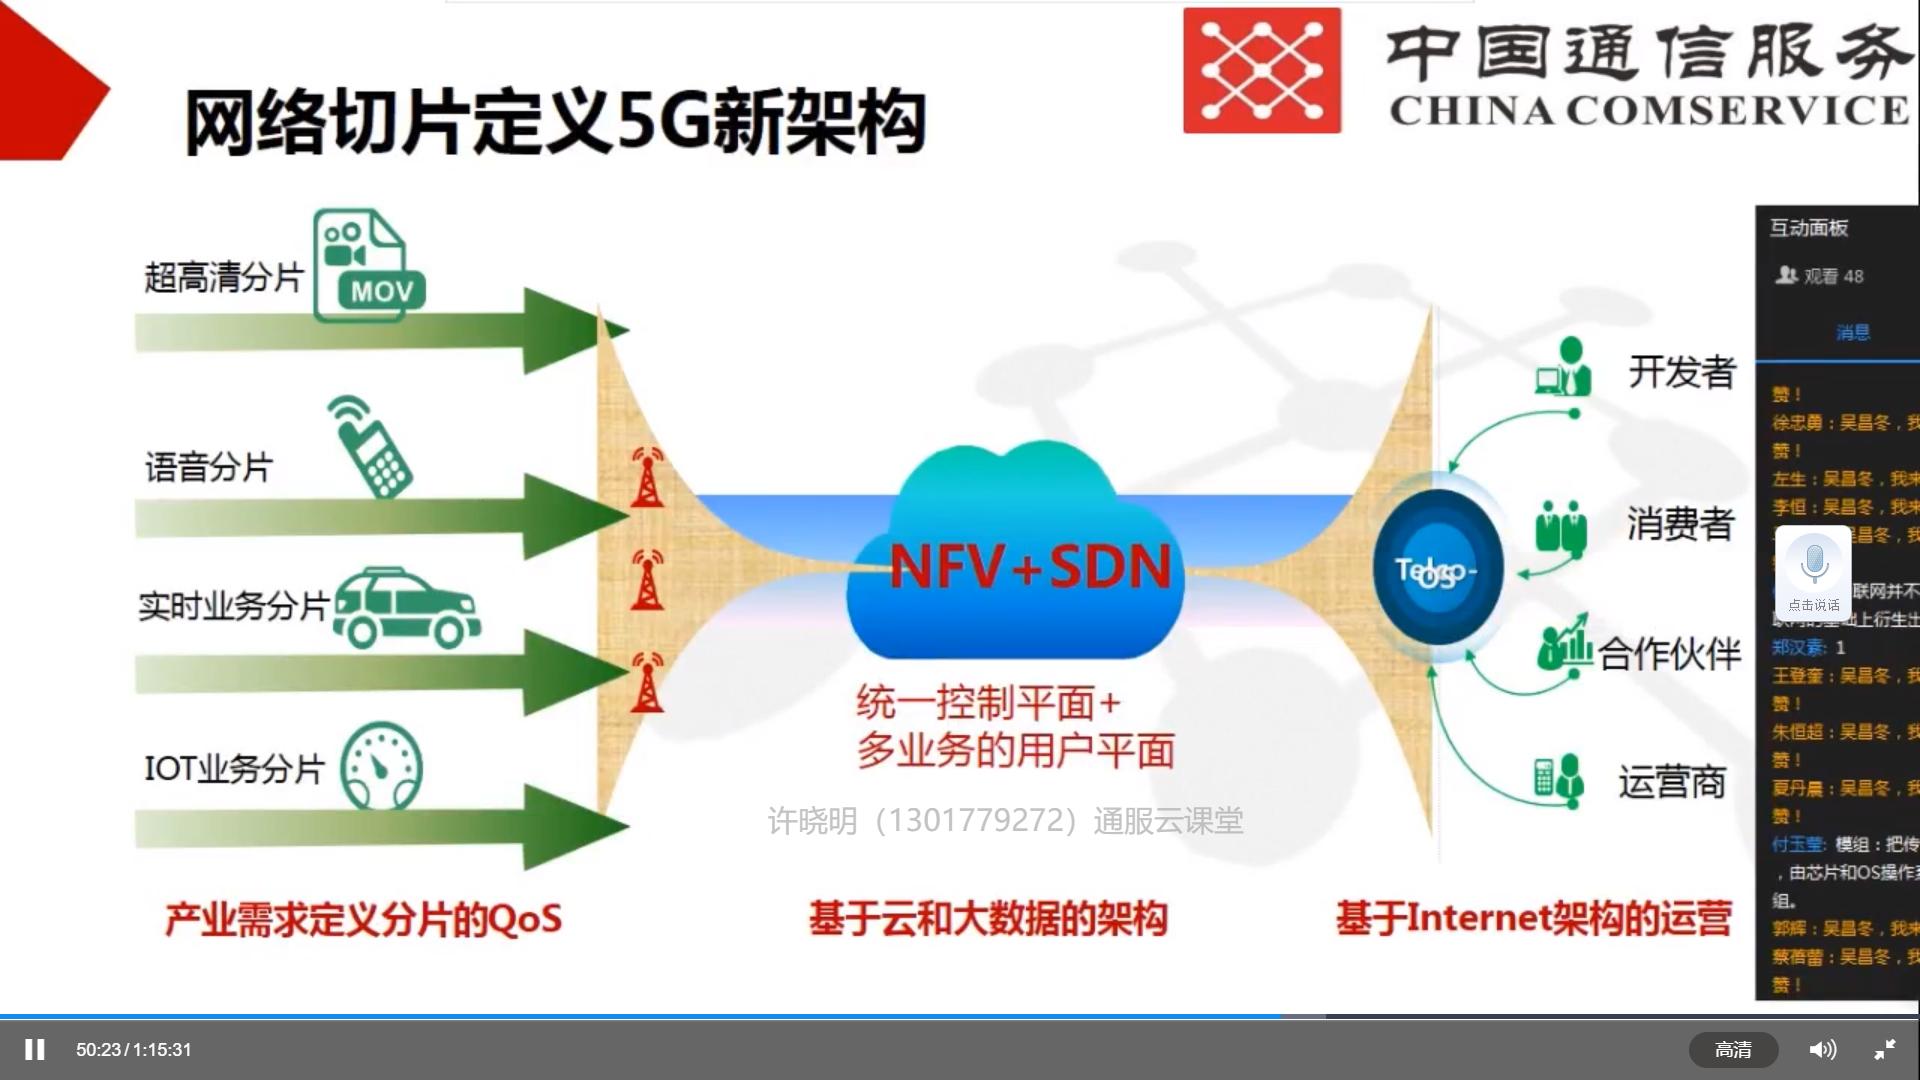 中国通信服务
CHINA COMSERVICE
网络切片定义5G新架构
超高清分片
MOV
语音分片
实时业务分片
IOT业务分片
NFV+SDN
统一控制平面+
多业务的用户平面
Telco-
OS
开发者
消费者
合作伙伴
运营商
许晓明（1301779272）通服云课堂
产业需求定义分片的QoS
基于云和大数据的架构
基于Internet架构的运营
互动面板
观看 48
消息
赞！
徐忠勇：吴昌冬，我
赞！
左生：吴昌冬，我来
李恒：吴昌冬，我来
昌冬，我
点击说话
联网并不
联网的基础上衍生出
郑汉素: 1
王登奎：吴昌冬，我
赞！
朱恒超：吴昌冬，我
赞！
夏丹晨：吴昌冬，我
赞！
付玉莹: 模组：把传
，由芯片和OS操作系
组。
郭辉：吴昌冬，我来
蔡蓓蕾：吴昌冬，我
赞！
50:23/1:15:31
高清